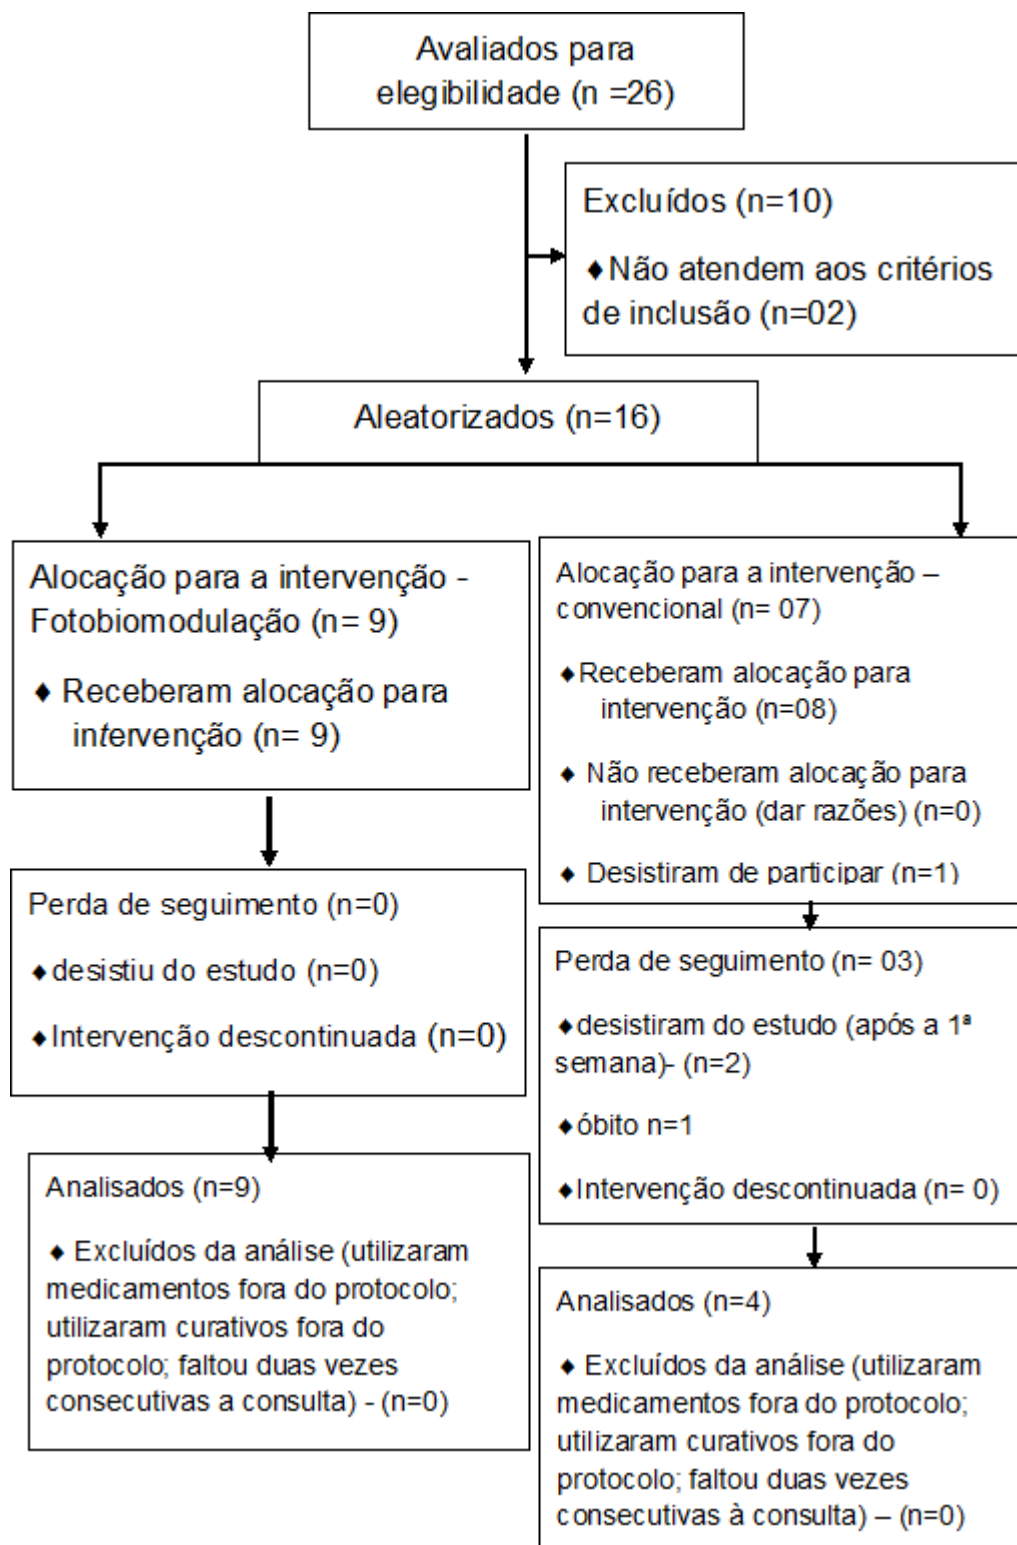 Avaliados para
elegibilidade (n =26)
Excluídos (n=10)
♦Não atendem aos critérios
de inclusão (n=02)
Aleatorizados (n=16)
Alocação para a intervenção -
Fotobiomodulação (n= 9)
♦ Receberam alocação para
intervenção (n= 9)
Perda de seguimento (n=0)
♦desistiu do estudo (n=0)
♦Intervenção descontinuada (n=0)
Analisados (n=9)
♦ Excluídos da análise (utilizaram
medicamentos fora do protocolo;
utilizaram curativos fora do
protocolo; faltou duas vezes
consecutivas a consulta) - (n=0)
Alocação para a intervenção –
convencional (n= 07)
♦Receberam alocação para
intervenção (n=08)
♦ Não receberam alocação para
intervenção (dar razões) (n=0)
♦ Desistiram de participar (n=1)
Perda de seguimento (n= 03)
♦desistiram do estudo (após a 1ª
semana)- (n=2)
♦óbito n=1
♦Intervenção descontinuada (n= 0)
Analisados (n=4)
♦ Excluídos da análise (utilizaram
medicamentos fora do protocolo;
utilizaram curativos fora do
protocolo; faltou duas vezes
consecutivas à consulta) – (n=0)